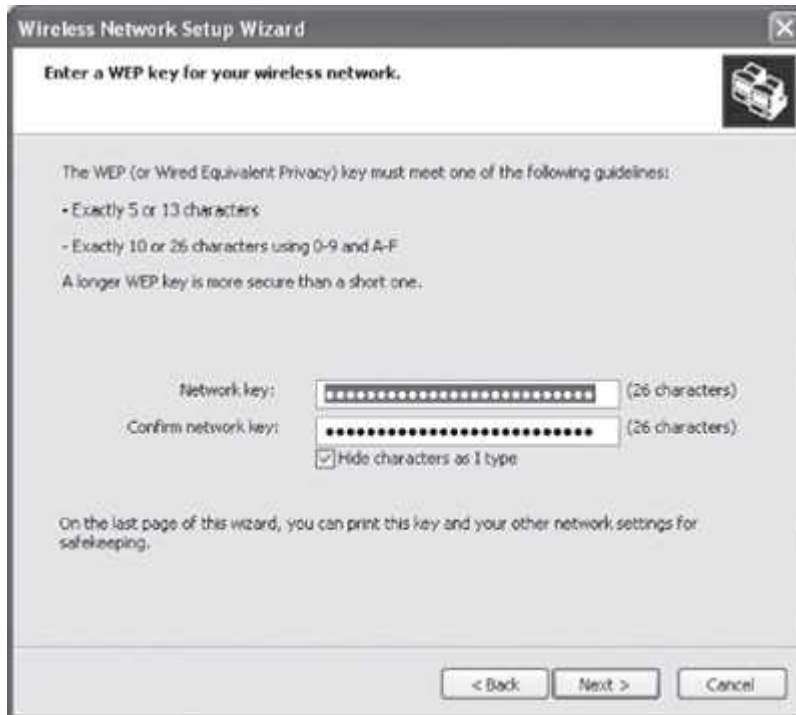 Wireless Network Setup Wizard
Enter a WEP key for your wireless network.
The WEP (or Wired Equivalent Privacy) key must meet one of the following guidelines:
- Exactly 5 or 13 characters
- Exactly 10 or 26 characters using 0-9 and A-F
A longer WEP key is more secure than a short one.
Network key: (26 characters)
Confirm network key: •••••••••••••••••••••••••• (26 characters)
Hide characters as I type
On the last page of this wizard, you can print this key and your other network settings for
safekeeping.
< Back Next > Cancel